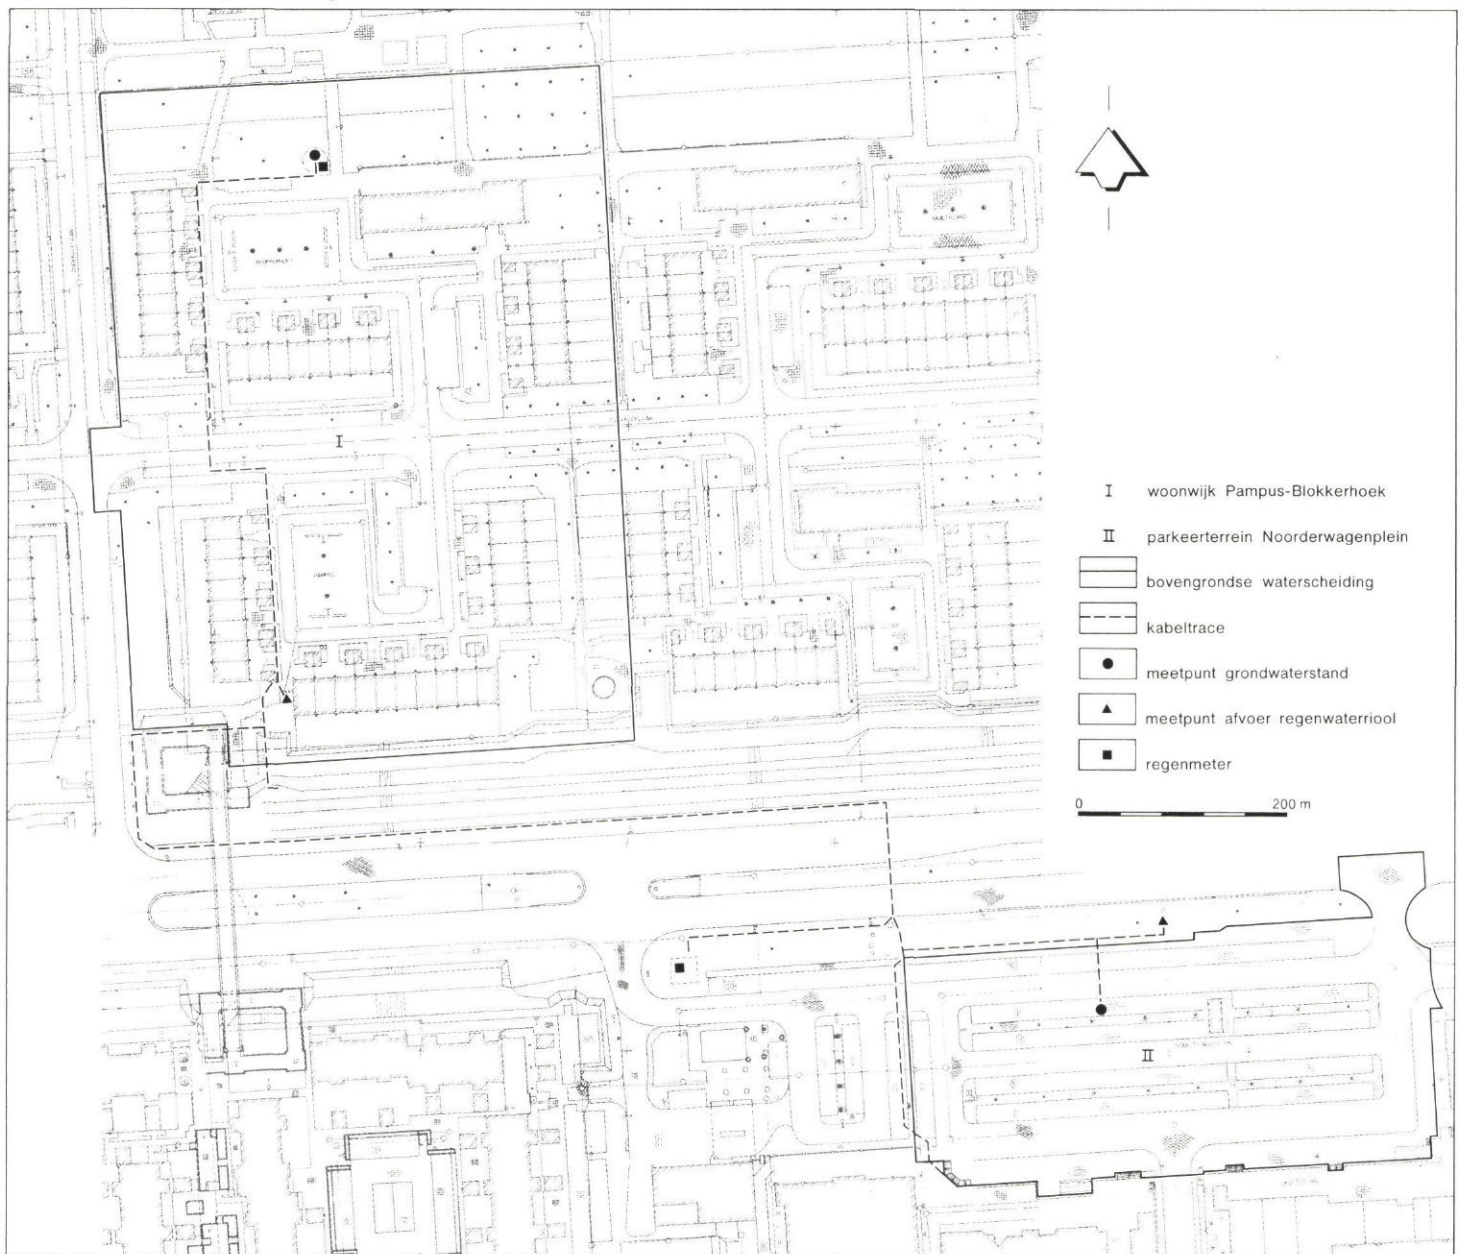 I
I woonwijk Pampus-Blokkerhoek
II parkeerterrein Noorderwagenplein
bovengrondse waterscheiding
kabeltrace
meetpunt grondwaterstand
meetpunt afvoer regenwaterriool
regenmeter
0 200 m
II